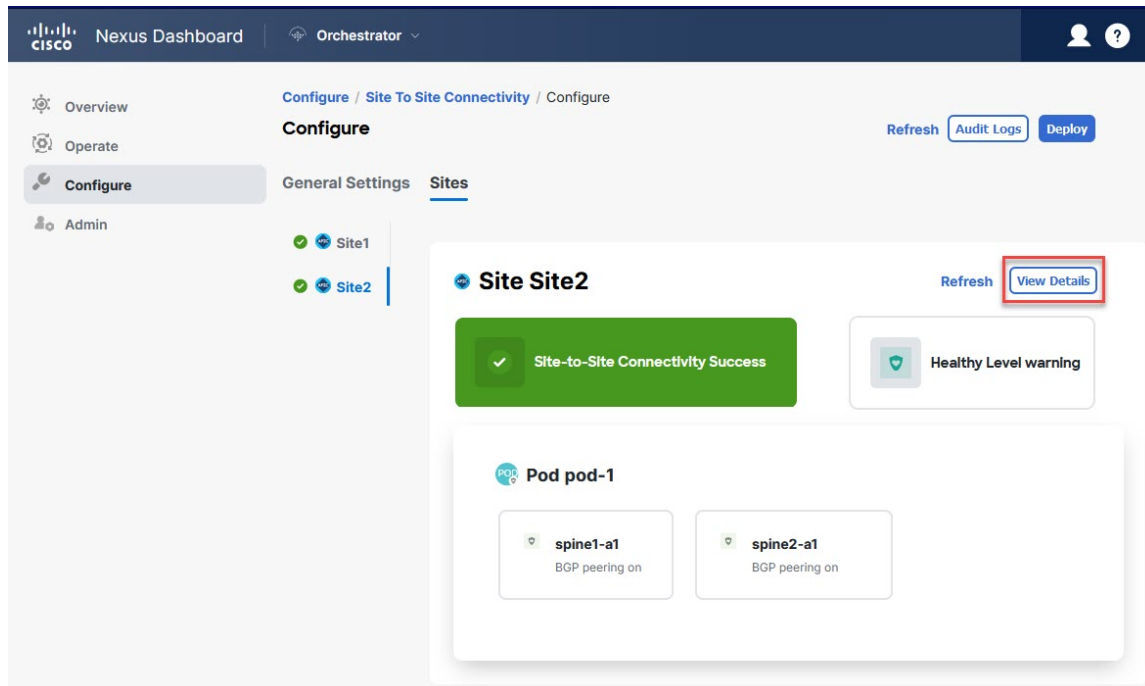 CISCO Nexus Dashboard Orchestrator ?
Overview
Operate
Configure
Admin
Configure / Site To Site Connectivity / Configure
Configure
Refresh Audit Logs Deploy
General Settings Sites
Site1
Site2
Site Site2
Refresh View Details
Site-to-Site Connectivity Success
Healthy Level warning
POD Pod pod-1
spine1-a1
BGP peering on
spine2-a1
BGP peering on